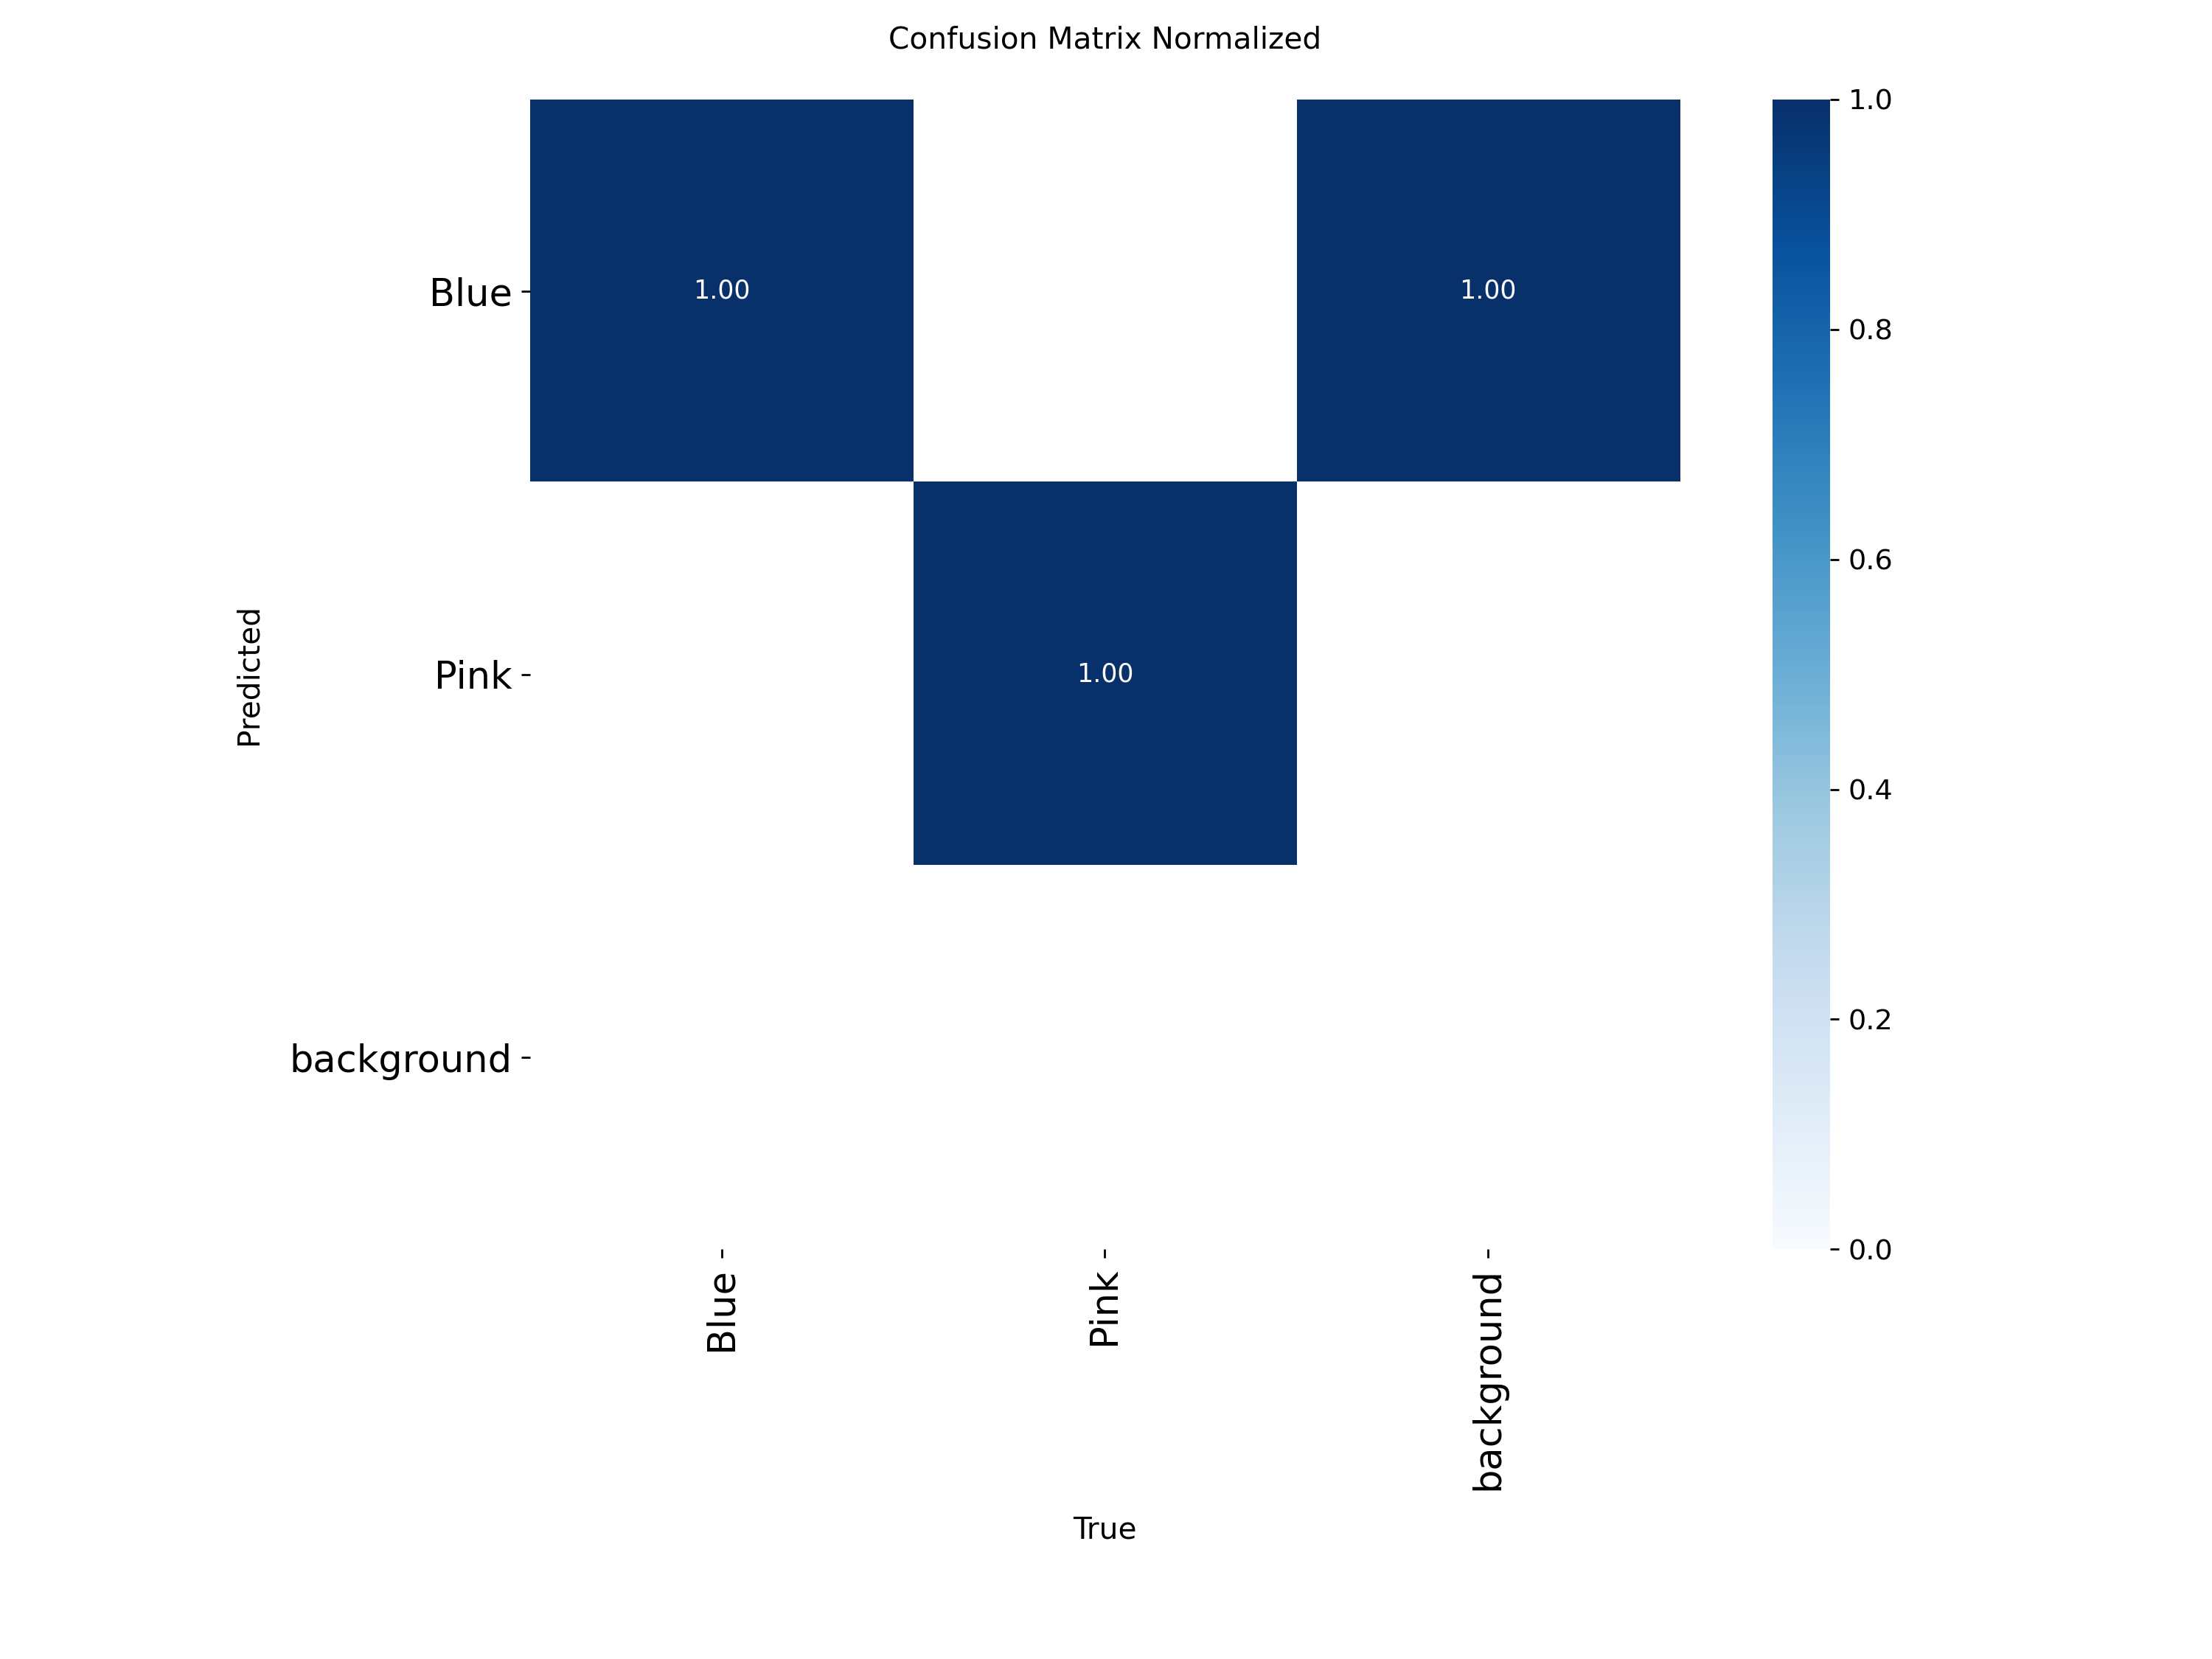 Confusion Matrix Normalized
Predicted
Blue
Pink
background
1.00
1.00
1.00
Blue
Pink
background
True
1.0
0.8
0.6
0.4
0.2
0.0